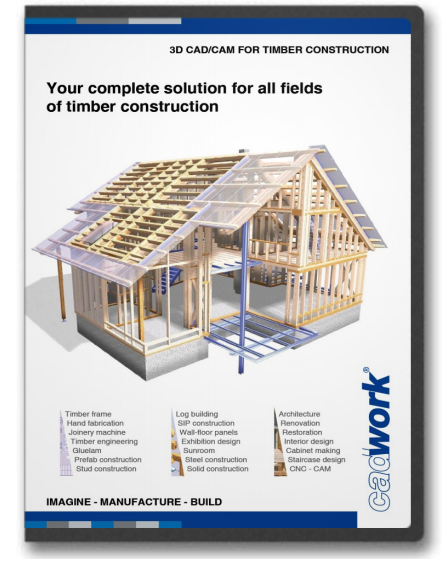 3D CAD/CAM FOR TIMBER CONSTRUCTION
Your complete solution for all fields
of timber construction
Timber frame
Hand fabrication
Joinery machine
Timber engineering
Gluelam
Prefab construction
Stud construction
Log building
SIP construction
Wall-floor panels
Exhibition design
Sunroom
Steel construction
Solid construction
Architecture
Renovation
Restoration
Interior design
Cabinet making
Staircase design
CNC - CAM
cadwork®
IMAGINE - MANUFACTURE - BUILD